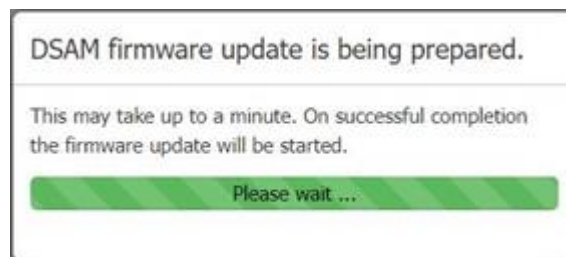 DSAM firmware update is being prepared.
This may take up to a minute. On successful completion
the firmware update will be started.
Please wait ...